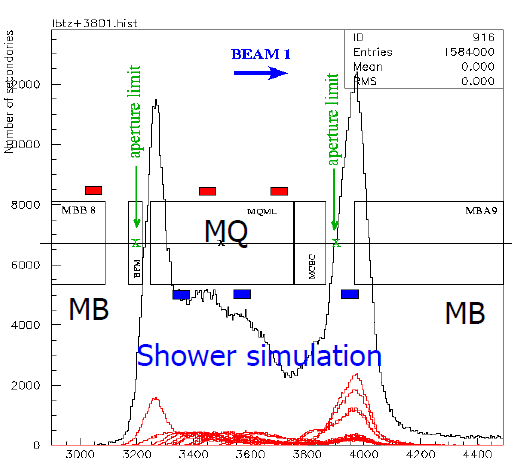 lbtz+3801.hist
ID 916
Entries 1584000
Mean 0.000
RMS 0.000
BEAM 1
Number of secondaries
aperture limit
aperture limit
12000
10000
8000
6000
4000
2000
0
MBB 8
BPM
MQML
MQ
MCBC
MBA9
MB
MB
Shower simulation
3000 3200 3400 3600 3800 4000 4200 4400